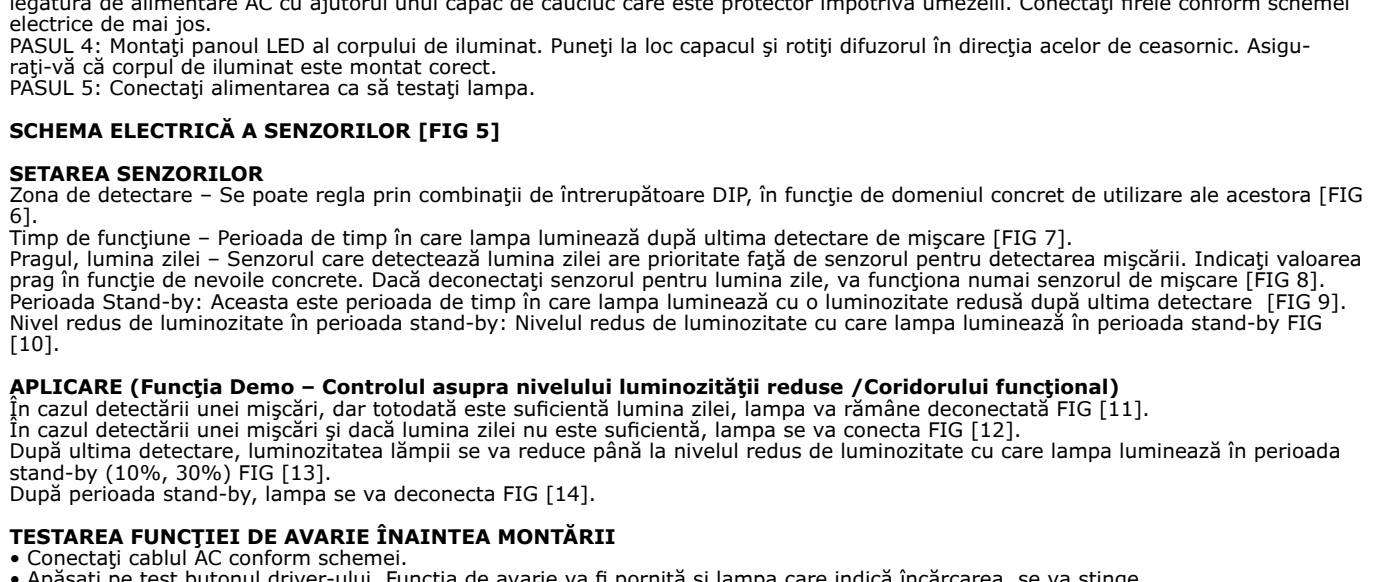 legătura de alimentare AC cu ajutorul unui capac de cauciuc care este protector împotriva umezelii. Conectaţi firele conform schemei
electrice de mai jos.
PASUL 4: Montaţi panoul LED al corpului de iluminat. Puneţi la loc capacul şi rotiţi difuzorul în direcţia acelor de ceasornic. Asigu-
raţi-vă că corpul de iluminat este montat corect.
PASUL 5: Conectaţi alimentarea ca să testaţi lampa.
SCHEMA ELECTRICĂ A SENZORILOR [FIG 5]
SETAREA SENZORILOR
Zona de detectare – Se poate regla prin combinaţii de întrerupătoare DIP, în funcţie de domeniul concret de utilizare ale acestora [FIG
6].
Timp de funcţiune – Perioada de timp în care lampa luminează după ultima detectare de mişcare [FIG 7].
Pragul, lumina zilei – Senzorul care detectează lumina zilei are prioritate faţă de senzorul pentru detectarea mişcării. Indicaţi valoarea
prag în funcţie de nevoile concrete. Dacă deconectaţi senzorul pentru lumina zile, va funcţiona numai senzorul de mişcare [FIG 8].
Perioada Stand-by: Aceasta este perioada de timp în care lampa luminează cu o luminozitate redusă după ultima detectare  [FIG 9].
Nivel redus de luminozitate în perioada stand-by: Nivelul redus de luminozitate cu care lampa luminează în perioada stand-by FIG
[10].
APLICARE (Funcţia Demo – Controlul asupra nivelului luminozităţii reduse /Coridorului funcţional)
În cazul detectării unei mişcări, dar totodată este suficientă lumina zilei, lampa va rămâne deconectată FIG [11].
În cazul detectării unei mişcări şi dacă lumina zilei nu este suficientă, lampa se va conecta FIG [12].
După ultima detectare, luminozitatea lămpii se va reduce până la nivelul redus de luminozitate cu care lampa luminează în perioada
stand-by (10%, 30%) FIG [13].
După perioada stand-by, lampa se va deconecta FIG [14].
TESTAREA FUNCŢIEI DE AVARIE ÎNAINTEA MONTĂRII
• Conectaţi cablul AC conform schemei.
• Apăsaţi pe test butonul driver-ului. Funcţia de avarie va fi pornită şi lampa care indică încărcarea, se va stinge.